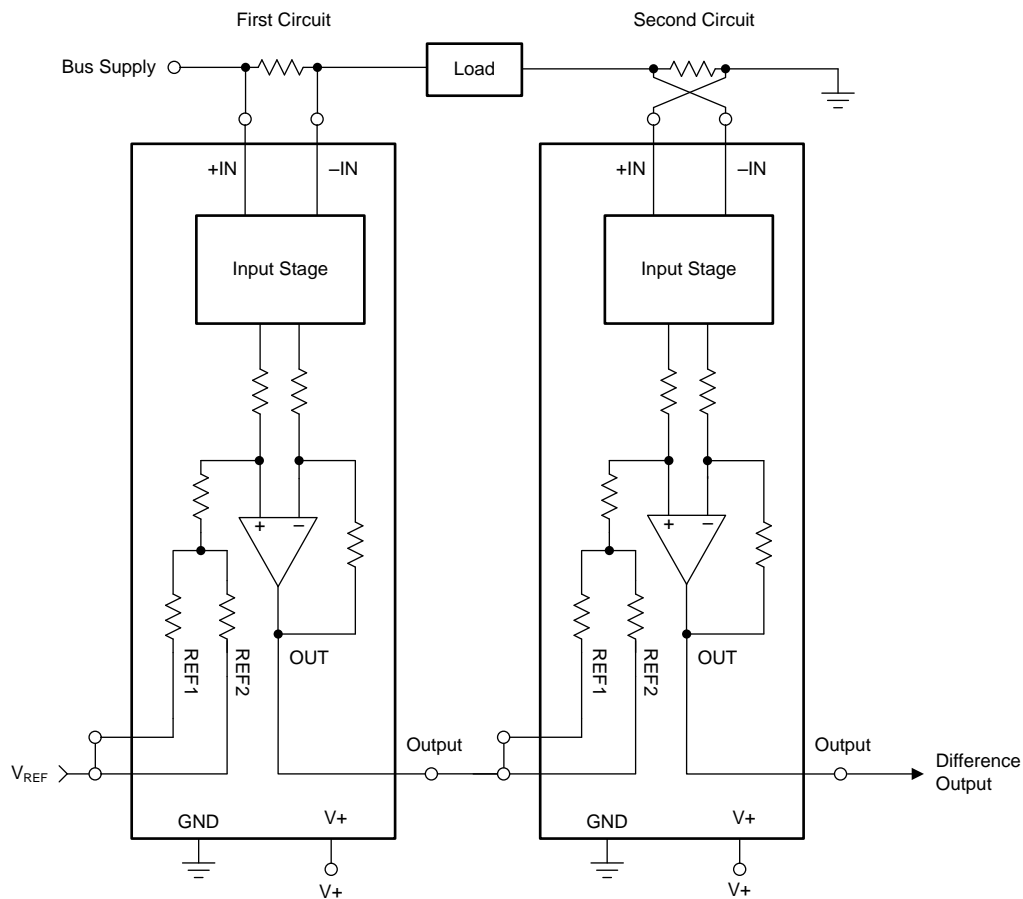 First Circuit
Second Circuit
Bus Supply
Load
+IN
–IN
+IN
–IN
Input Stage
Input Stage
+
–
+
–
OUT
OUT
REF1
REF2
REF1
REF2
Output
Output
VREF
Difference
Output
GND
V+
GND
V+
V+
V+